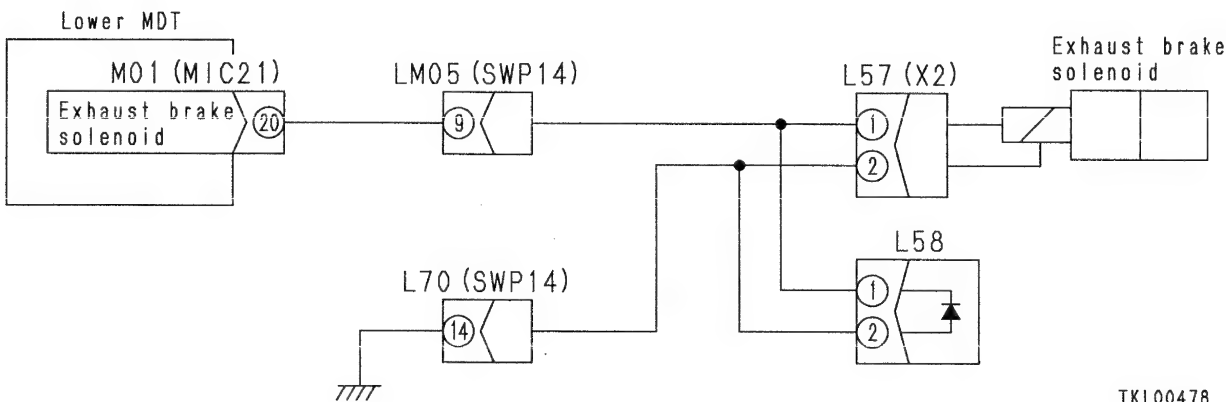 Lower MDT
M01 (MIC21)
Exhaust brake
solenoid
20
LM05 (SWP14)
9
L57 (X2)
1
2
Exhaust brake
solenoid
L58
1
2
L70 (SWP14)
14
TKL00478